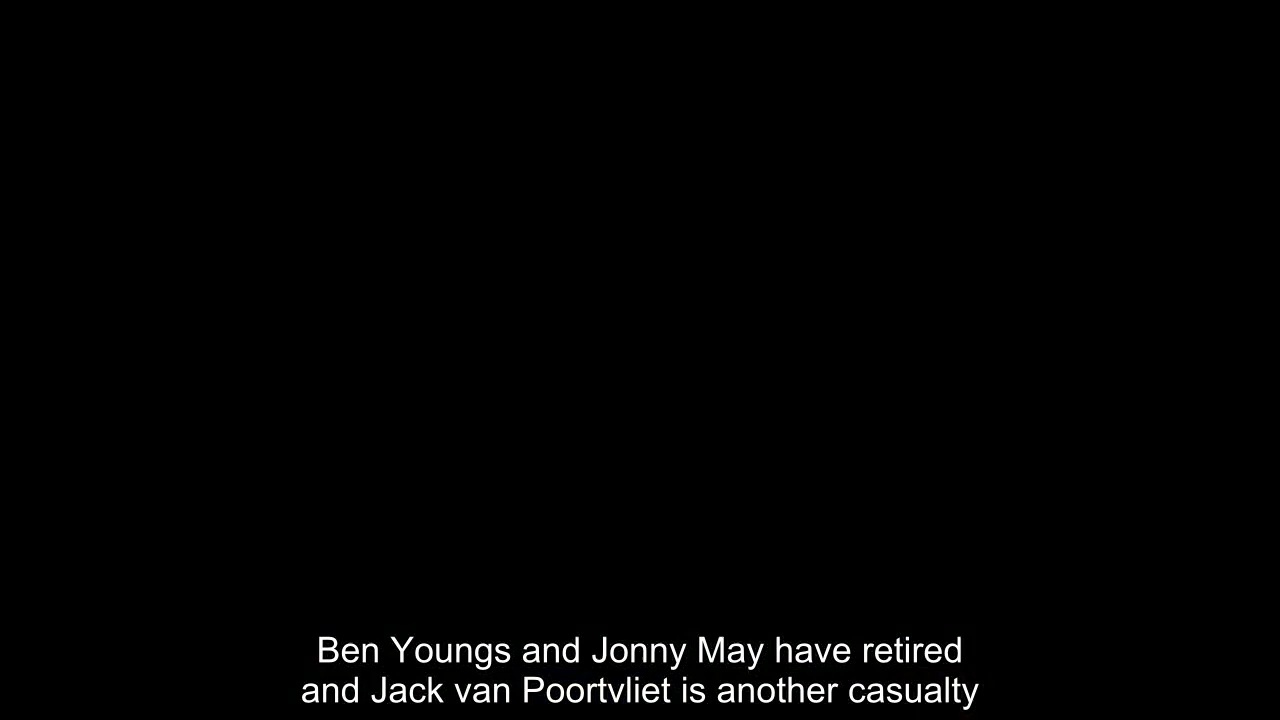 Ben Youngs and Jonny May have retired
and Jack van Poortvliet is another casualty